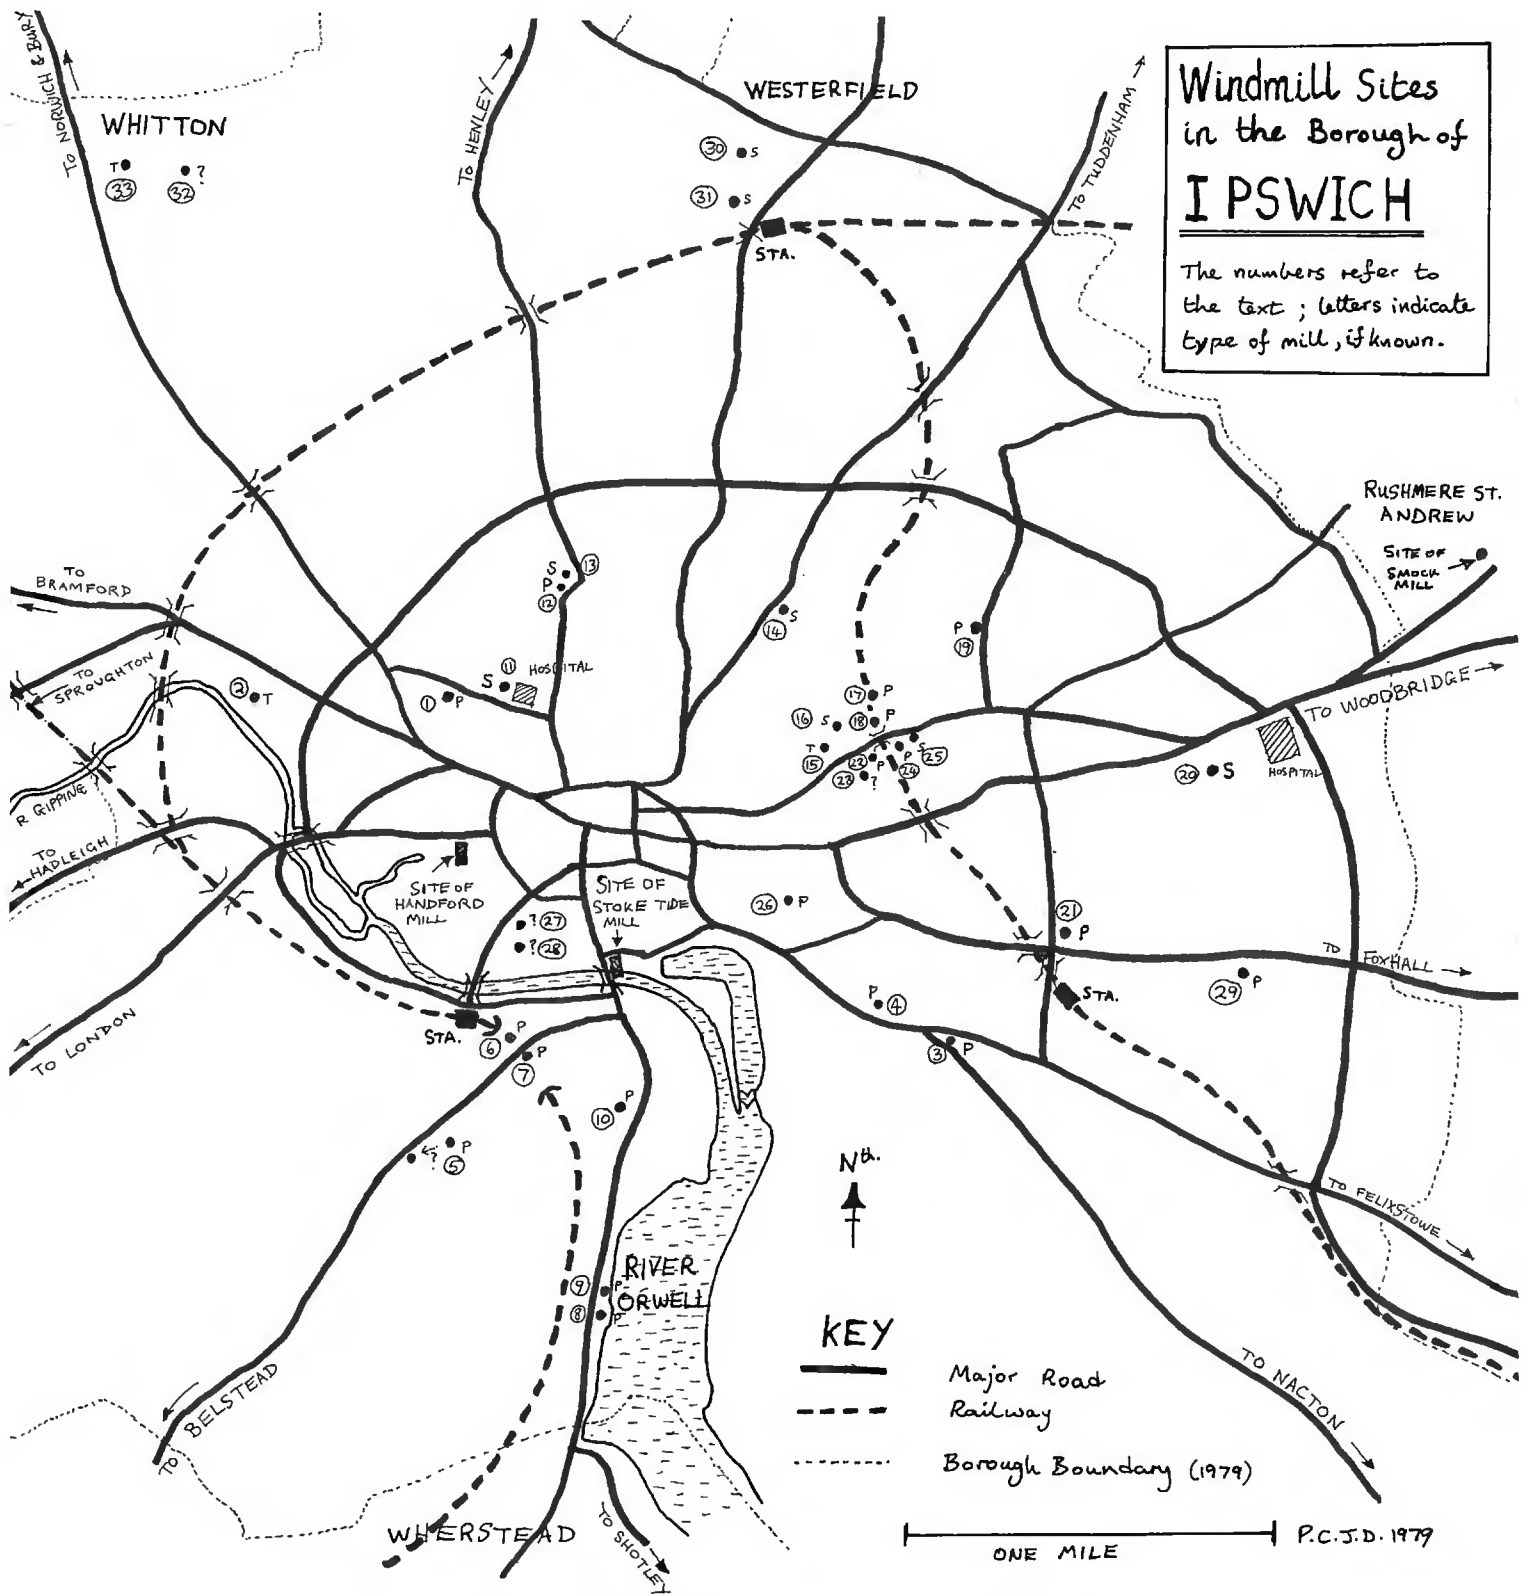 Windmill Sites
in the Borough of
IPSWICH
The numbers refer to
the text ; letters indicate
type of mill, if known.
TO NORWICH & BURY
WHITTON
T
33
?
32
TO HENLEY
WESTERFIELD
30 S
31 S
STA.
TO TUDDENHAM
RUSHMERE ST.
ANDREW
SITE OF
SMOCK
MILL
TO
BRAMFORD
TO
SPROUGHTON
S 13
P
12
14 S
P
19
2 T
1 P
11
S
HOSPITAL
17 P
16 S
18 P
T
15
22 P
23 ?
P
24
S
25
TO WOODBRIDGE
20 S
HOSPITAL
R GIPPING
TO
HADLEIGH
SITE OF
HANDFORD
MILL
SITE OF
STOKE TIDE
MILL
26 P
? 27
? 28
21
P
TO
FOXHALL
29 P
TO LONDON
STA.
6 P
7 P
P 4
3 P
STA.
10 P
?
5 P
Nth.
TO FELIXSTOWE
9 P
8 P
RIVER
ORWELL
TO
BELSTEAD
TO NACTON
KEY
Major Road
Railway
Borough Boundary (1979)
WHERSTEAD
TO SHOTLEY
ONE MILE
P.C.J.D. 1979